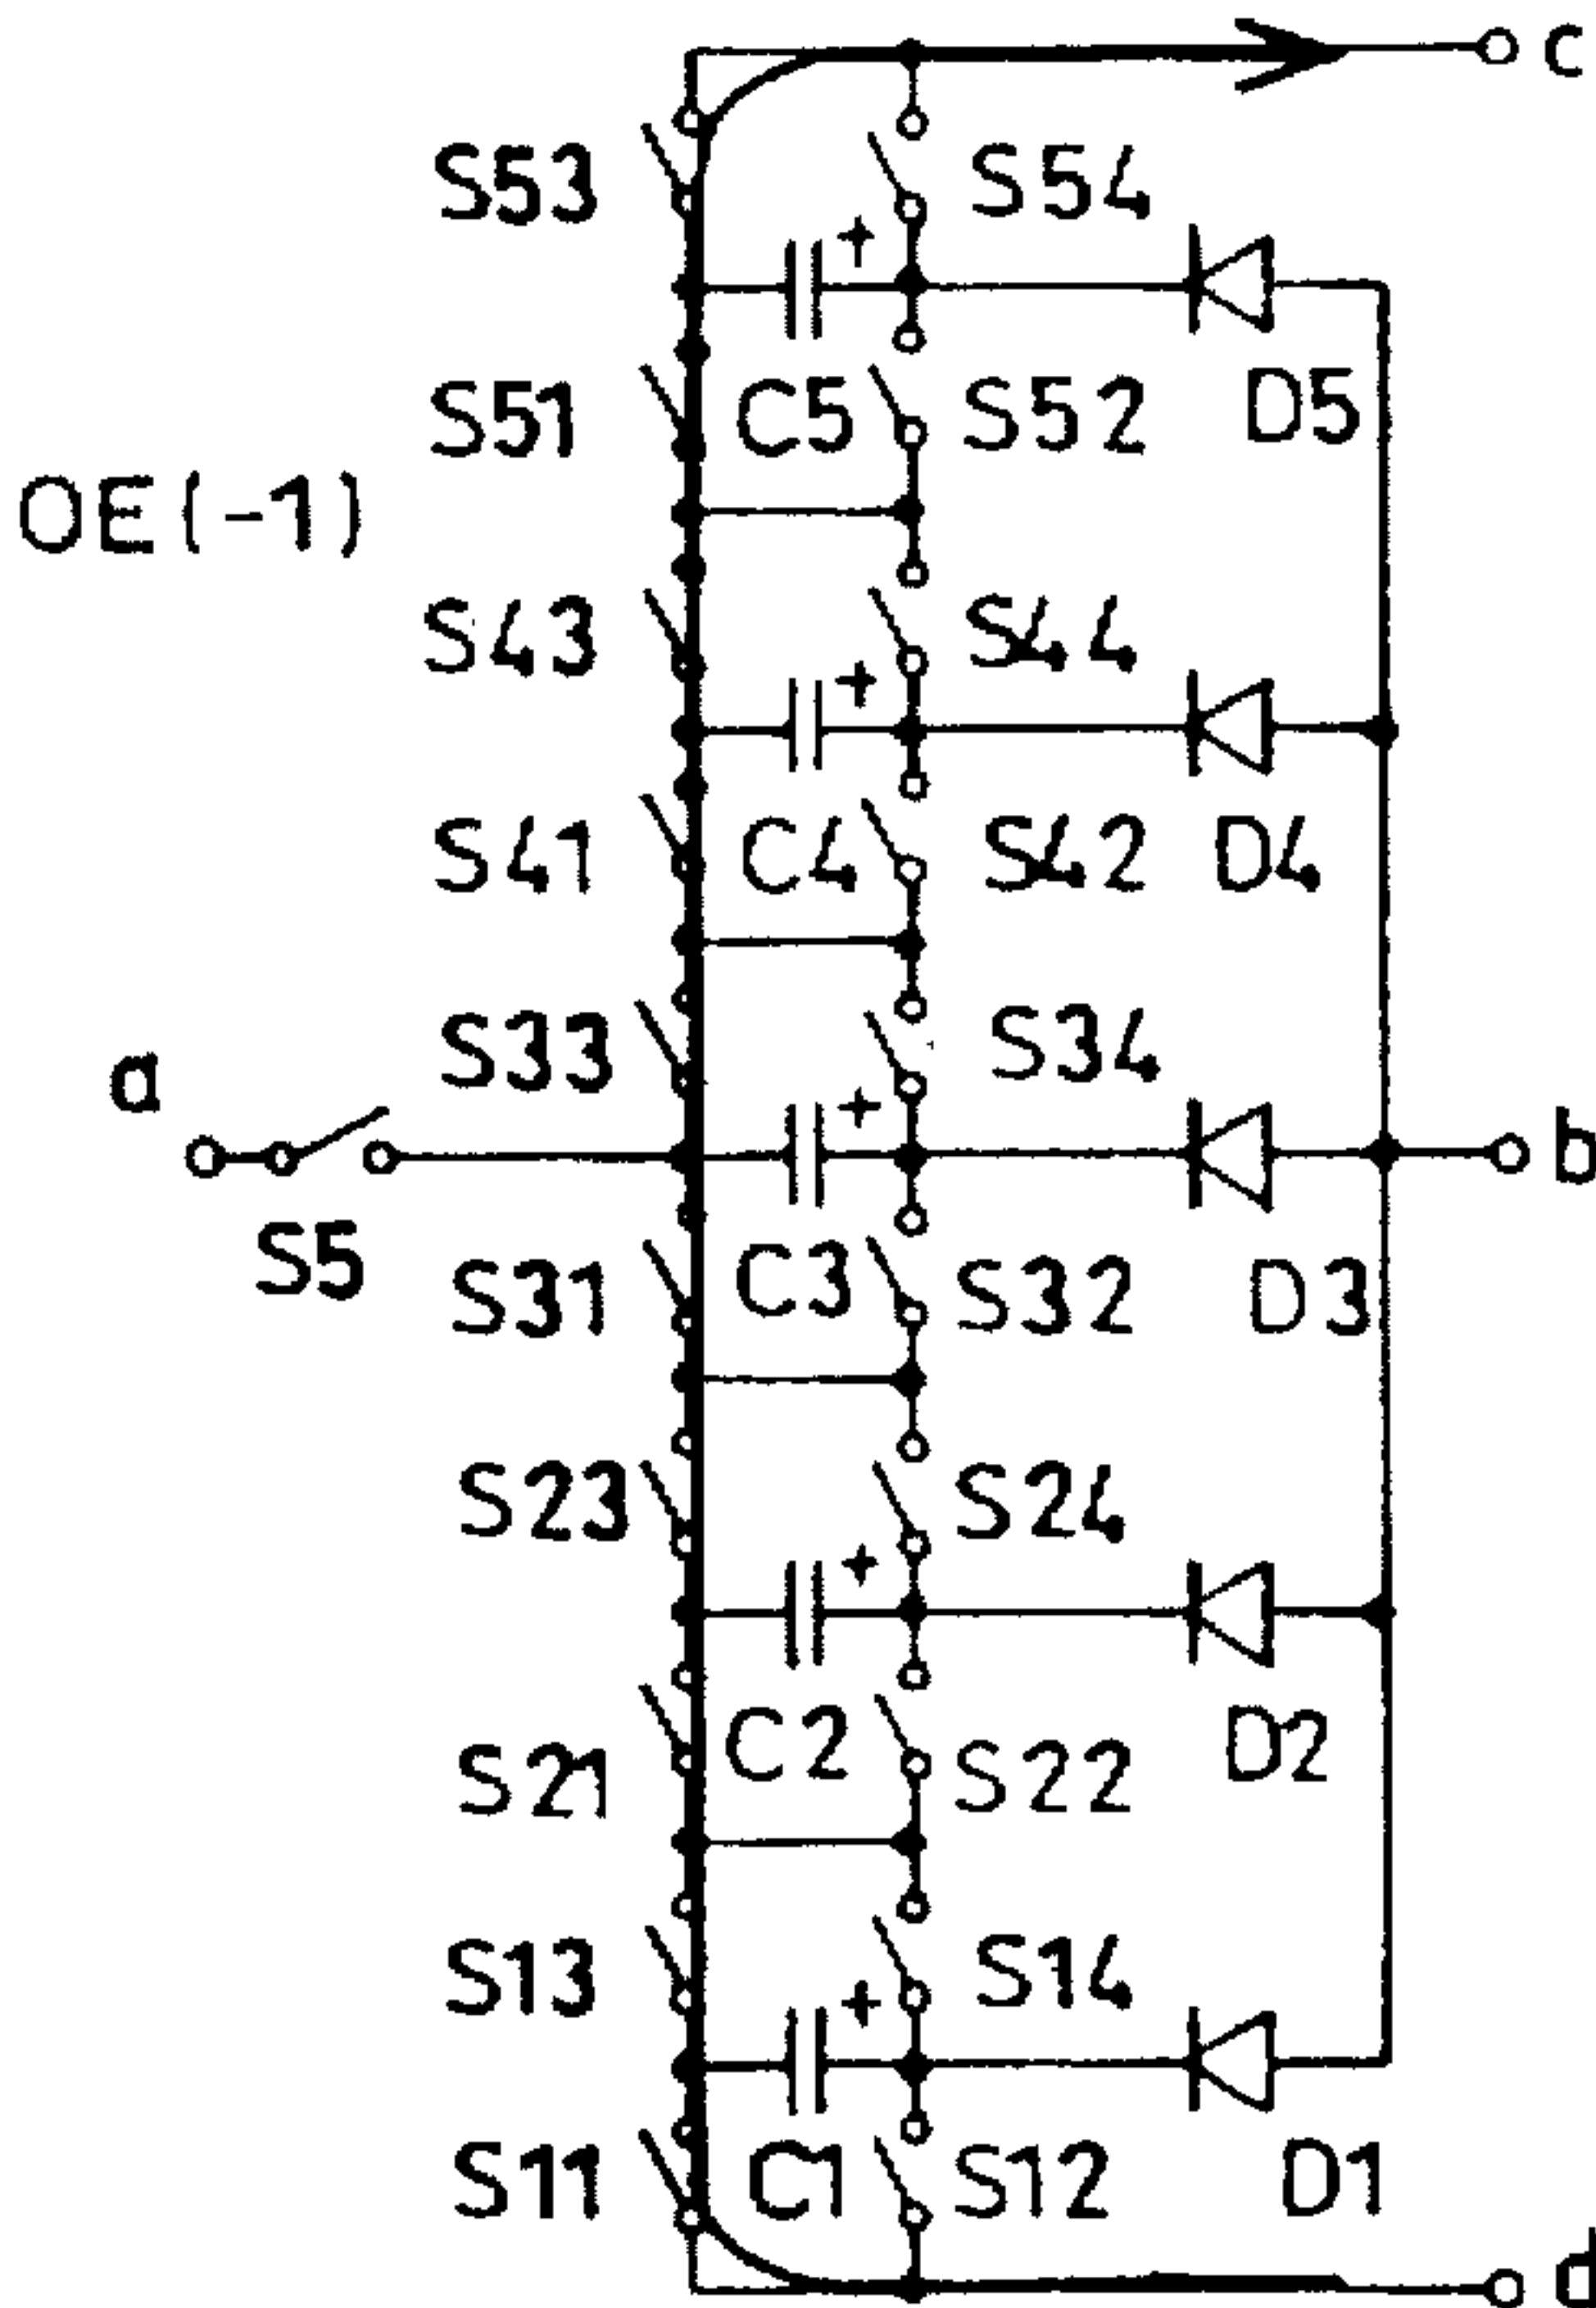 c
S53 S54
+
S51 C5 S52 D5
OE(-1)
S43 S44
+
S41 C4 S42 D4
S33 S34
a
+
b
S5
S31 C3 S32 D3
S23 S24
+
S21 C2 S22 D2
S13 S14
+
S11 C1 S12 D1
d